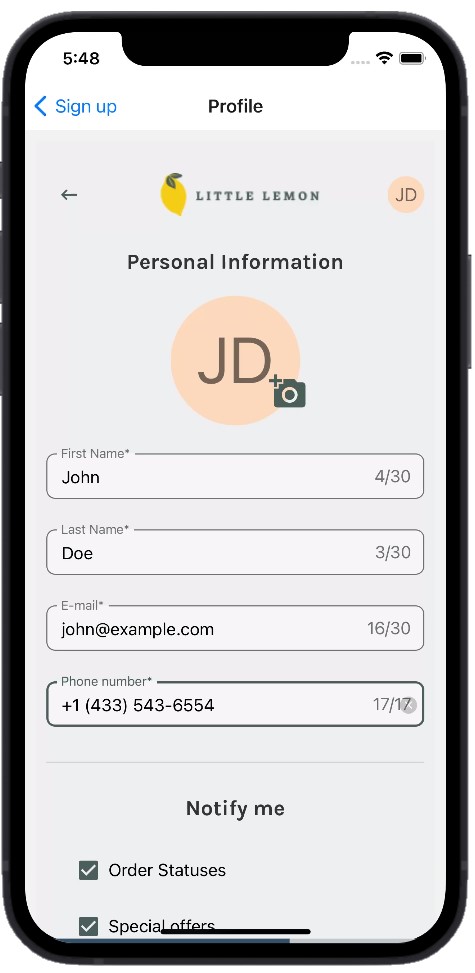 5:48
Sign up Profile
LITTLE LEMON JD
Personal Information
JD
First Name*
John 4/30
Last Name*
Doe 3/30
E-mail*
john@example.com 16/30
Phone number*
+1 (433) 543-6554 17/17
Notify me
Order Statuses
Special offers